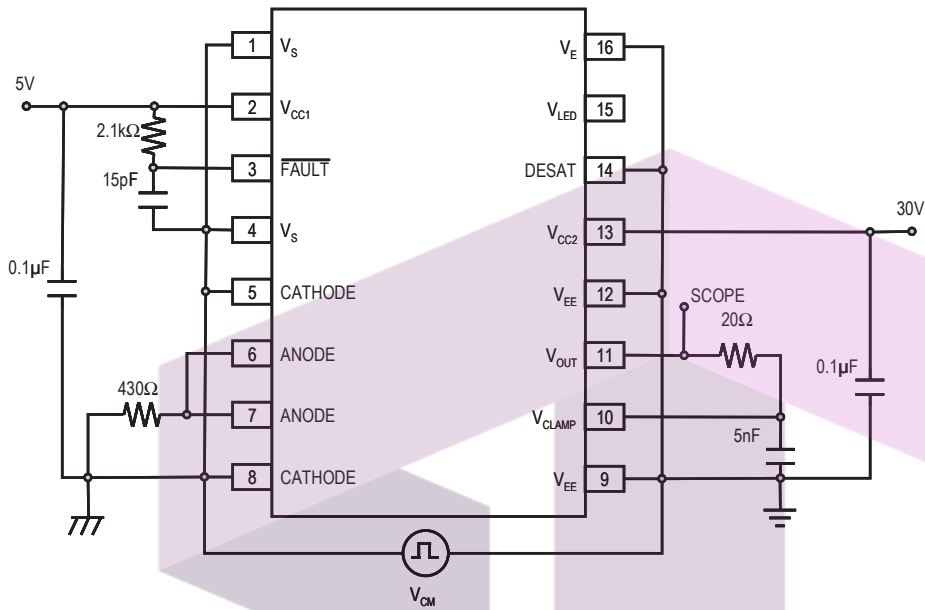 1 V_S
2 V_CC1
3 FAULT
4 V_S
5 CATHODE
6 ANODE
7 ANODE
8 CATHODE
V_E 16
V_LED 15
DESAT 14
V_CC2 13
V_EE 12
V_OUT 11
V_CLAMP 10
V_EE 9
5V
2.1kΩ
15pF
0.1µF
430Ω
30V
SCOPE
20Ω
0.1µF
5nF
V_CM